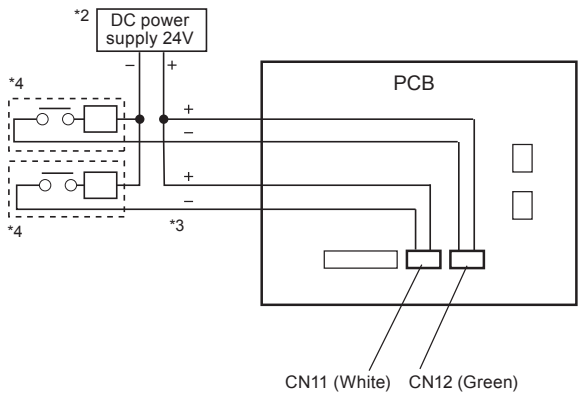 *2
DC power
supply 24V
− +
*4
PCB
+
−
+
−
*4
*3
CN11 (White)
CN12 (Green)